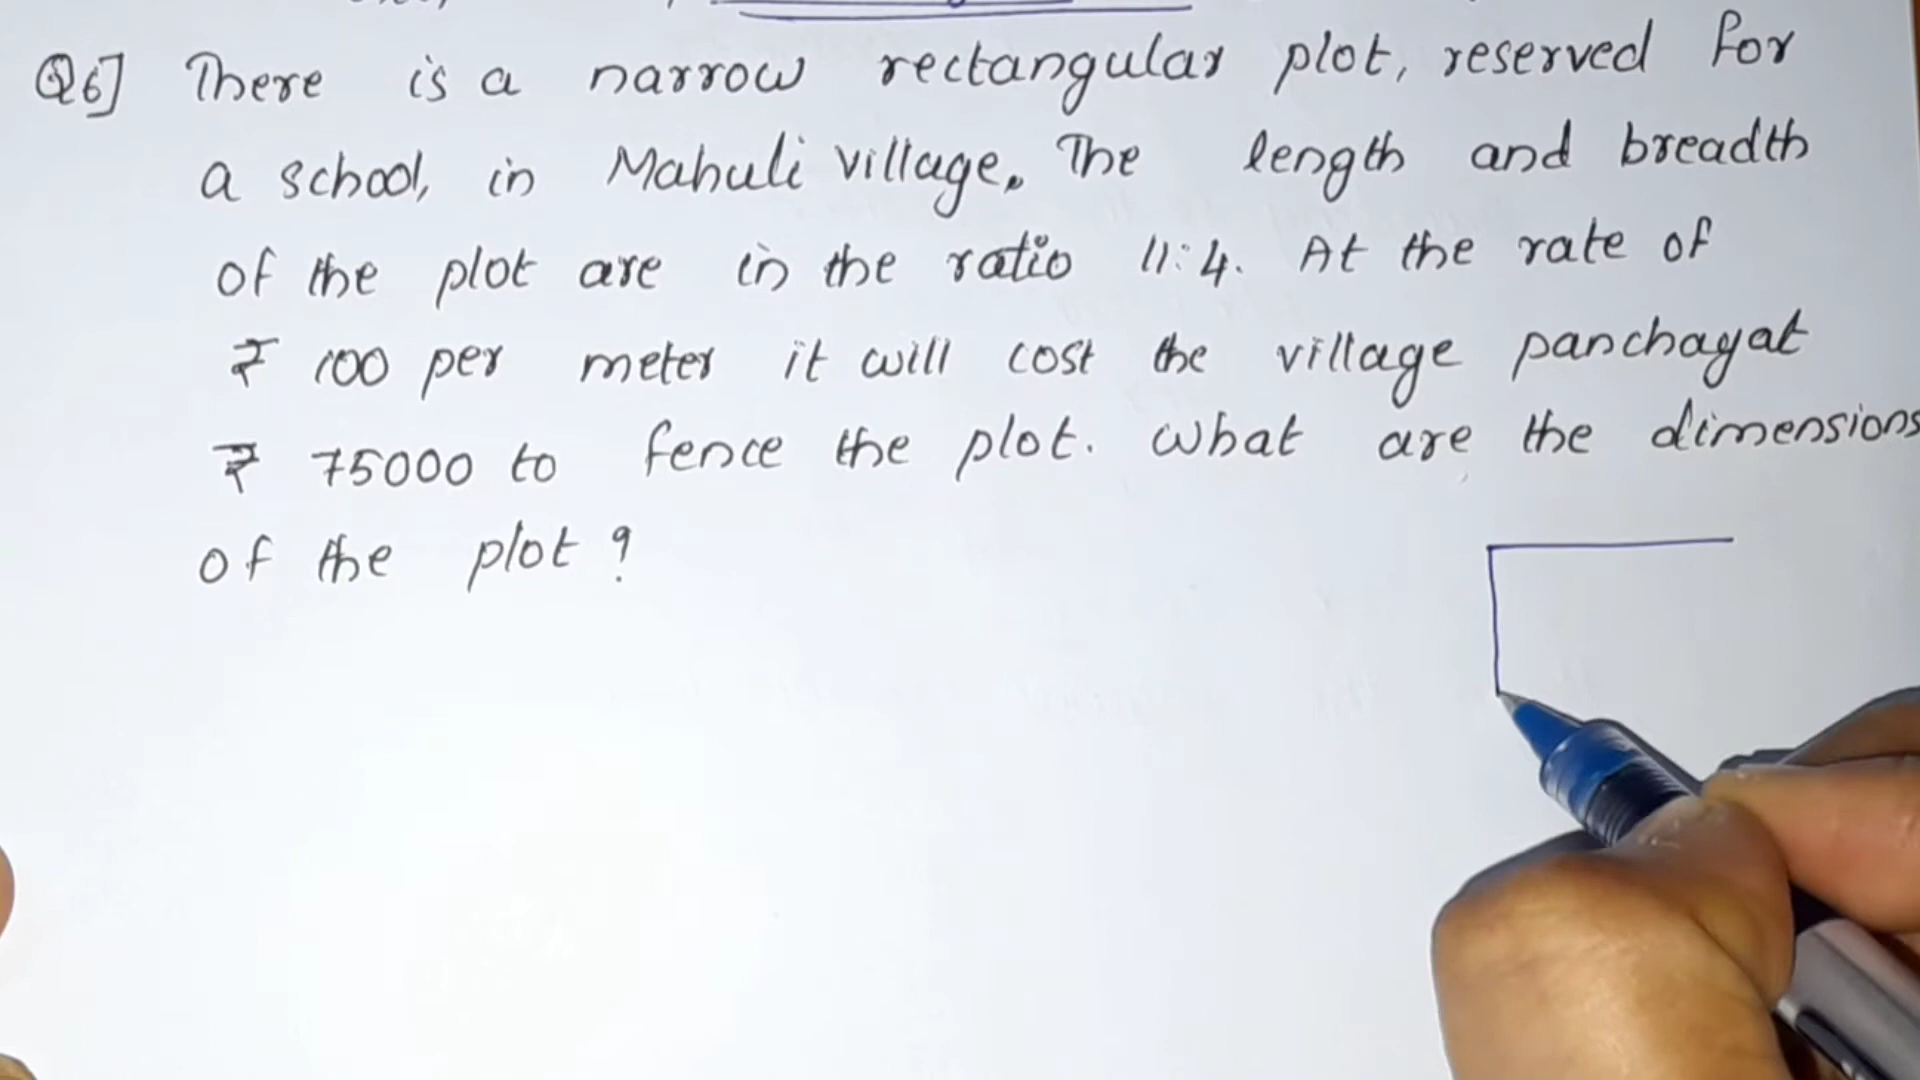 Q6] There is a narrow rectangular plot, reserved for
a school, in Mahuli village. The length and breadth
of the plot are in the ratio 11:4. At the rate of
₹ 100 per meter it will cost the village panchayat
₹ 75000 to fence the plot. What are the dimensions
of the plot?